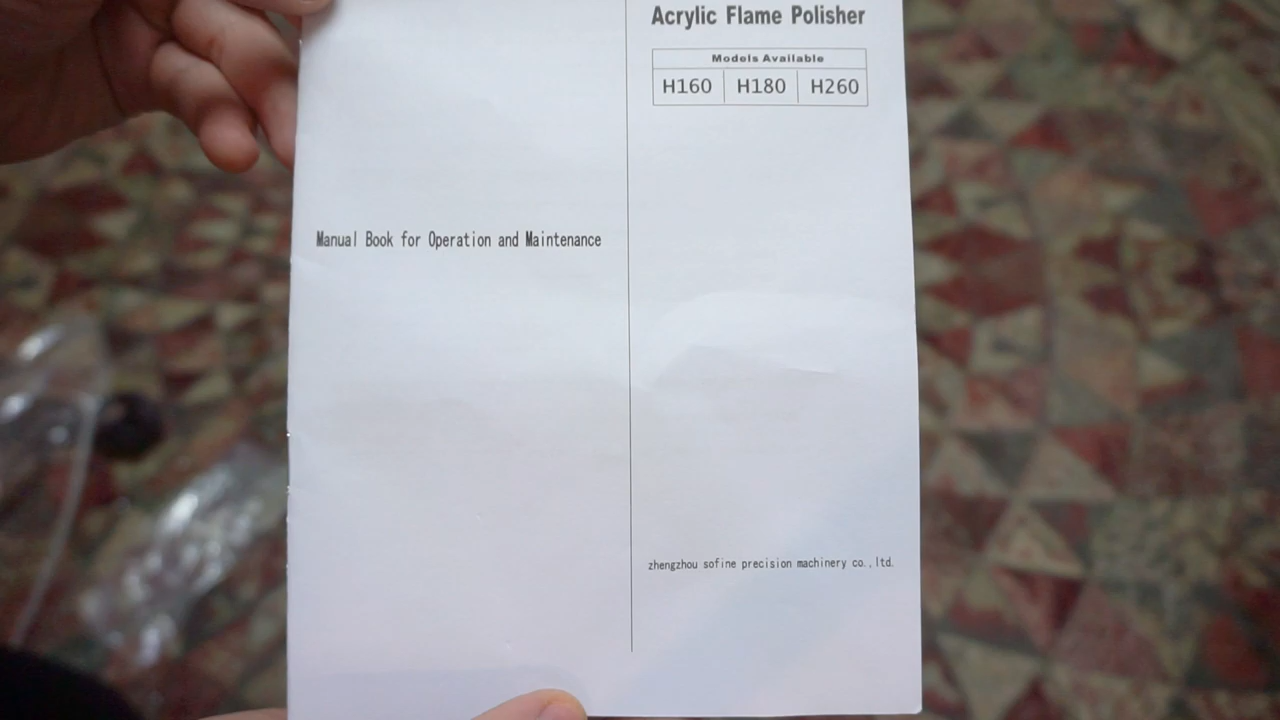 Acrylic Flame Polisher
Models Available
H160 H180 H260
Manual Book for Operation and Maintenance
zhengzhou sofine precision machinery co.,ltd.